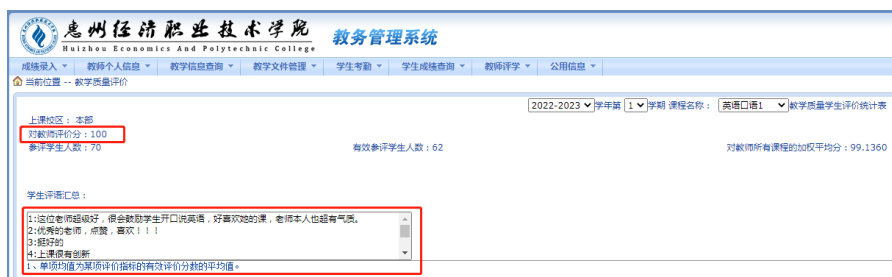 惠州经济职业技术学院 教务管理系统
Huizhou Economics And Polytechnic College
成绩录入 教师个人信息 教学信息查询 教学文件管理 学生考勤 学生成绩查询 教师评学 公用信息
当前位置 -- 教学质量评价
2022-2023 学年第 1 学期 课程名称： 英语口语1 教学质量学生评价统计表
上课校区： 本部
对教师评价分：100
参评学生人数：70 有效参评学生人数：62 对教师所有课程的加权平均分：99.1360
学生评语汇总：
1:这位老师超级好，很会鼓励学生开口说英语，好喜欢她的课，老师本人也超有气质。
2:优秀的老师，点赞，喜欢！！！
3:挺好的
4:上课很有创新
1、单项均值为某项评价指标的有效评价分数的平均值。